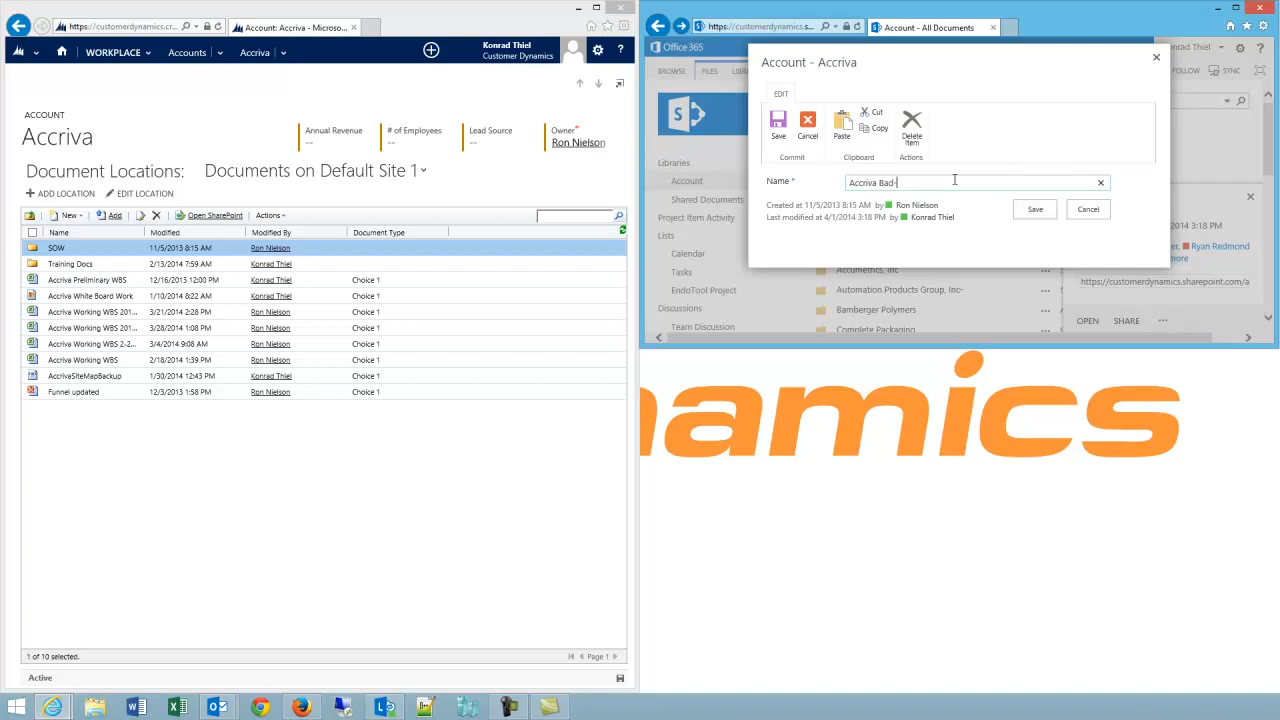 https://customerdynamics.cr...
Account: Accriva - Microso...
WORKPLACE
Accounts
Accriva
Konrad Thiel
Customer Dynamics
?
ACCOUNT
Accriva
Annual Revenue
--
# of Employees
--
Lead Source
--
Owner*
Ron Nielson
Document Locations: Documents on Default Site 1
ADD LOCATION
EDIT LOCATION
New
Add
Open SharePoint
Actions
Name Modified Modified By Document Type
SOW 11/5/2013 8:15 AM Ron Nielson
Training Docs 2/13/2014 7:59 AM Konrad Thiel
Accriva Preliminary WBS 12/16/2013 12:00 PM Konrad Thiel Choice 1
Accriva White Board Work 1/10/2014 8:22 AM Konrad Thiel Choice 1
Accriva Working WBS 201... 3/21/2014 2:28 PM Ron Nielson Choice 1
Accriva Working WBS 201... 3/28/2014 1:08 PM Ron Nielson Choice 1
Accriva Working WBS 2-2... 3/4/2014 9:08 AM Ron Nielson Choice 1
Accriva Working WBS 2/18/2014 1:39 PM Ron Nielson Choice 1
AccrivaSiteMapBackup 1/30/2014 12:43 PM Konrad Thiel Choice 1
Funnel updated 12/3/2013 1:58 PM Ron Nielson Choice 1
1 of 10 selected.
Page 1
Active
https://customerdynamics.s...
Account - All Documents
Office 365
Konrad Thiel
?
BROWSE
FILES
LIBR
FOLLOW
SYNC
Account - Accriva
EDIT
Save
Cancel
Paste
Cut
Copy
Delete
Item
Commit
Clipboard
Actions
Name *
Accriva Bad-
Created at 11/5/2013 8:15 AM by Ron Nielson
Last modified at 4/1/2014 3:18 PM by Konrad Thiel
Save
Cancel
Libraries
Account
Shared Documents
Project Item Activity
Lists
Calendar
Tasks
EndoTool Project
Discussions
Team Discussion
Accumetrics, Inc
Automation Products Group, Inc-
Bamberger Polymers
Complete Packaging
14 3:18 PM
Ryan Redmond
more
https://customerdynamics.sharepoint.com/a
OPEN
SHARE
namics